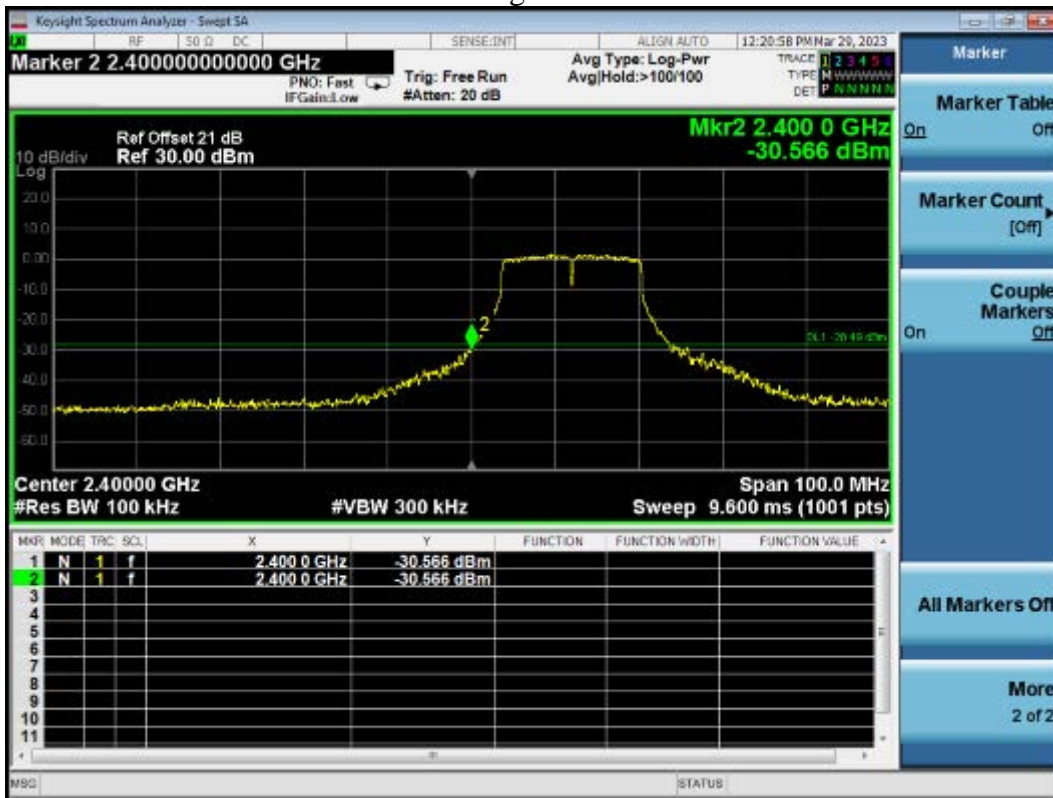 Keysight Spectrum Analyzer - Swept SA
RF 50 Ω DC SENSE:INT ALIGN AUTO 12:20:58 PM Mar 29, 2023
Marker 2 2.400000000000 GHz
PNO: Fast
IFGain:Low
Trig: Free Run
#Atten: 20 dB
Avg Type: Log-Pwr
Avg|Hold:>100/100
TRACE 1 2 3 4 5 6
TYPE M W W W W W
DET P N N N N N
Mkr2 2.400 0 GHz
-30.566 dBm
Ref Offset 21 dB
10 dB/div Ref 30.00 dBm
Log
20.0
10.0
0.00
-10.0
-20.0
-30.0
-40.0
-50.0
-60.0
2
Center 2.40000 GHz Span 100.0 MHz
#Res BW 100 kHz #VBW 300 kHz Sweep 9.600 ms (1001 pts)
MKR MODE TRC SCL X Y FUNCTION FUNCTION WIDTH FUNCTION VALUE
1 N 1 f 2.400 0 GHz -30.566 dBm
2 N 1 f 2.400 0 GHz -30.566 dBm
3
4
5
6
7
8
9
10
11
MSG STATUS
Marker
Marker Table
On Off
Marker Count
[Off]
Couple
Markers
On Off
All Markers Off
More
2 of 2